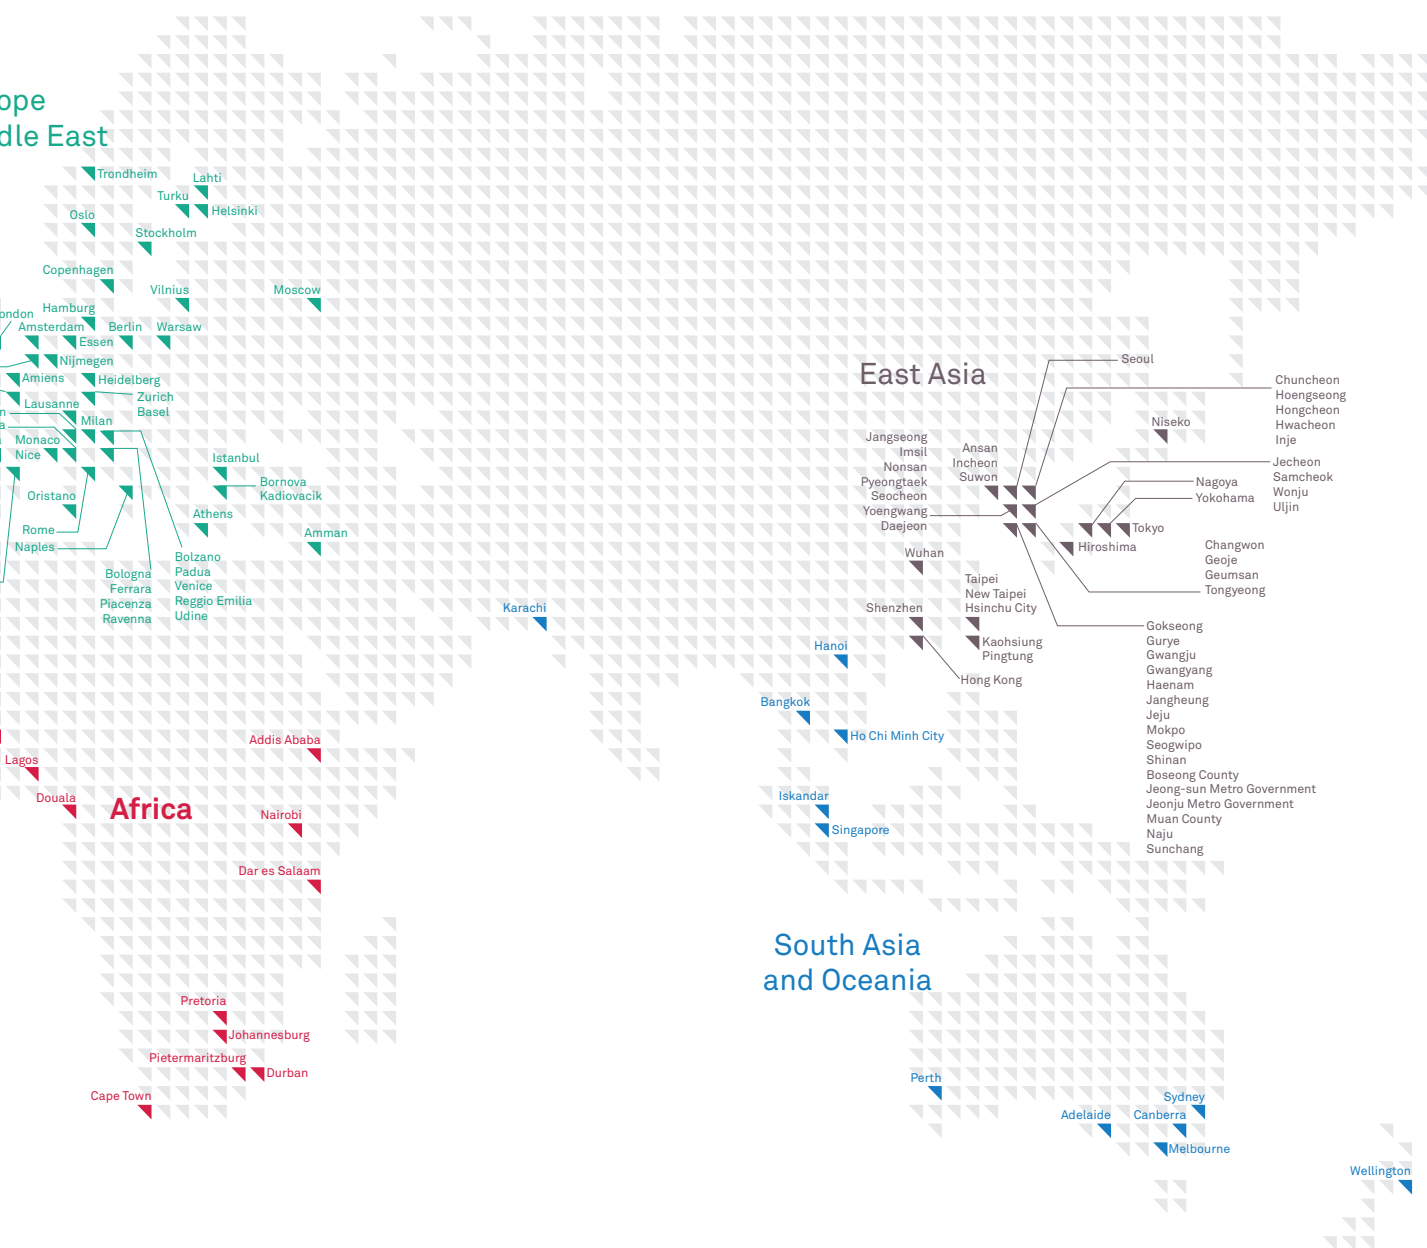 ope
dle East
Trondheim
Lahti
Turku
Helsinki
Oslo
Stockholm
Copenhagen
Vilnius
Moscow
Hamburg
ondon
Amsterdam
Berlin
Warsaw
Essen
Nijmegen
Amiens
Heidelberg
Zurich
Basel
Lausanne
n
Milan
a
Monaco
Nice
Istanbul
Bornova
Kadiovacik
Oristano
Athens
Rome
Naples
Amman
Bologna
Ferrara
Piacenza
Ravenna
Bolzano
Padua
Venice
Reggio Emilia
Udine
East Asia
Seoul
Chuncheon
Hoengseong
Hongcheon
Hwacheon
Inje
Niseko
Jangseong
Imsil
Nonsan
Pyeongtaek
Seocheon
Yoengwang
Daejeon
Ansan
Incheon
Suwon
Jecheon
Samcheok
Wonju
Uljin
Nagoya
Yokohama
Tokyo
Hiroshima
Changwon
Geoje
Geumsan
Tongyeong
Wuhan
Taipei
New Taipei
Hsinchu City
Shenzhen
Kaohsiung
Pingtung
Hong Kong
Gokseong
Gurye
Gwangju
Gwangyang
Haenam
Jangheung
Jeju
Mokpo
Seogwipo
Shinan
Boseong County
Jeong-sun Metro Government
Jeonju Metro Government
Muan County
Naju
Sunchang
Karachi
Hanoi
Bangkok
Ho Chi Minh City
Iskandar
Singapore
Addis Ababa
Lagos
Douala
Africa
Nairobi
Dar es Salaam
Pretoria
Johannesburg
Pietermaritzburg
Durban
Cape Town
South Asia
and Oceania
Perth
Sydney
Adelaide
Canberra
Melbourne
Wellington